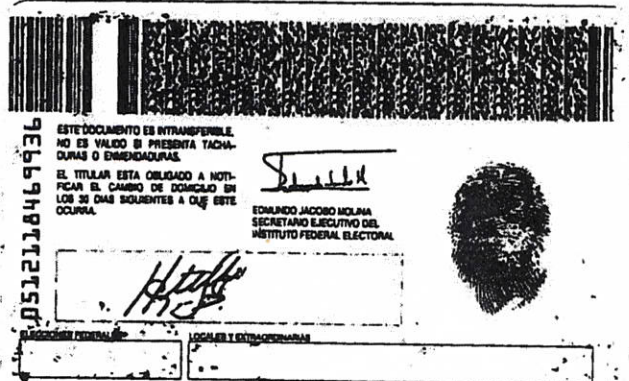 ESTE DOCUMENTO ES INTRANSFERIBLE,
NO ES VALIDO SI PRESENTA TACHA-
DURAS O ENMENDADURAS.
EL TITULAR ESTA OBLIGADO A NOTI-
FICAR EL CAMBIO DE DOMICILIO EN
LOS 30 DIAS SIGUIENTES A QUE ESTE
OCURRA.
EDMUNDO JACOBO MOLINA
SECRETARIO EJECUTIVO DEL
INSTITUTO FEDERAL ELECTORAL
0512118469936
ELECCIONES FEDERALES
LOCALES Y EXTRAORDINARIAS